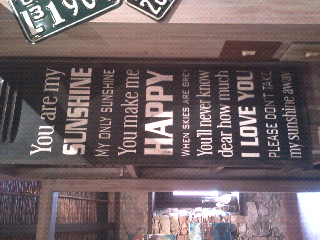 You are my
SUNSHINE
MY ONLY SUNSHINE
You make me
HAPPY
WHEN SKIES ARE GREY
You'll never know
dear how much
I LOVE YOU
PLEASE DON'T TAKE
my sunshine away